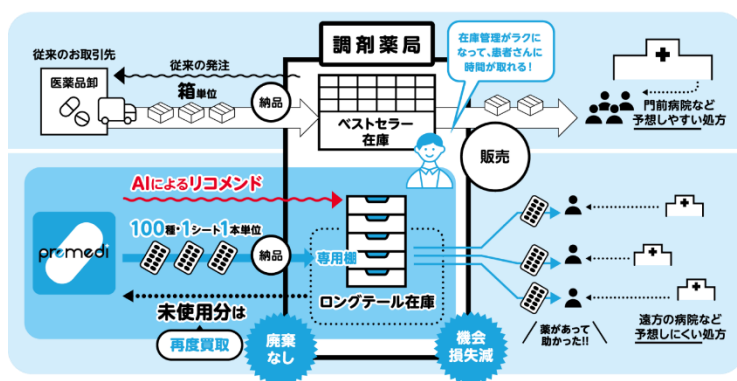 調剤薬局
従来のお取引先
医薬品卸
従来の発注
箱単位
納品
ベストセラー
在庫
在庫管理がラクに
なって、患者さんに
時間が取れる!
販売
門前病院など
予想しやすい処方
promedi
AIによるリコメンド
100種・1シート1本単位
納品
専用棚
ロングテール在庫
未使用分は
再度買取
廃棄
なし
機会
損失減
薬があって
助かった!!
遠方の病院など
予想しにくい処方